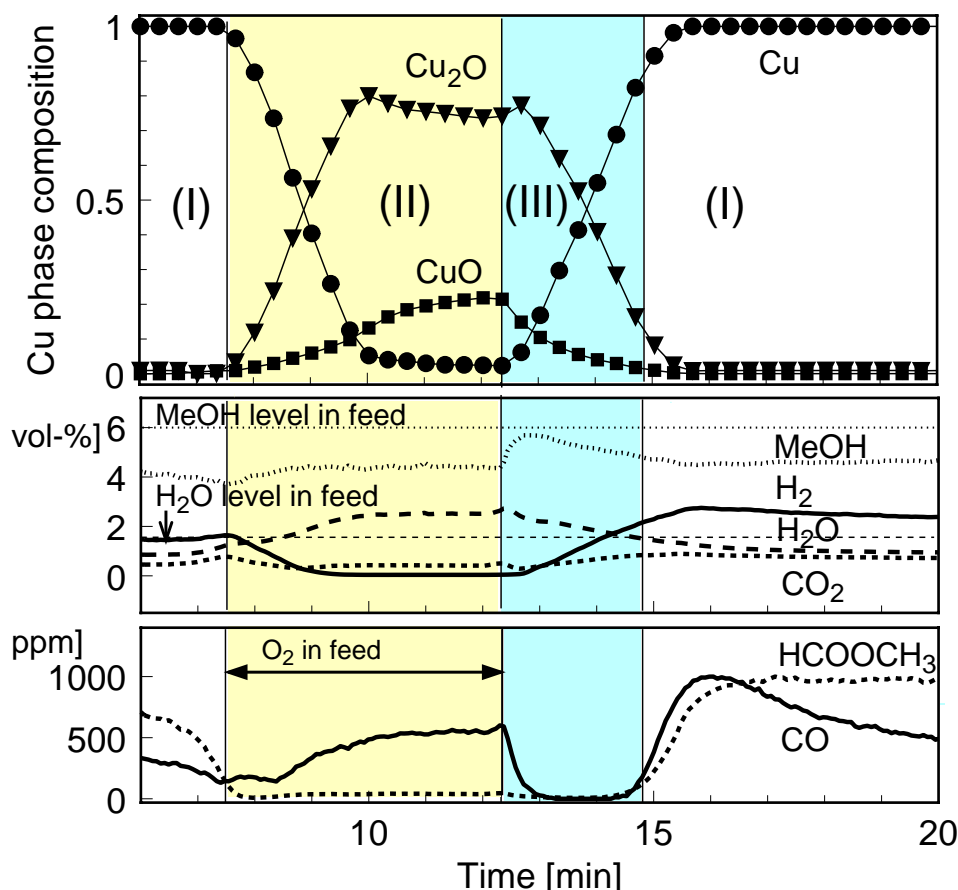 Cu phase composition
1
0.5
0
Cu₂O
Cu
(I)
(II)
(III)
(I)
CuO
vol-%]
6
4
2
0
MeOH level in feed
MeOH
H₂O level in feed
H₂
H₂O
CO₂
ppm]
1000
500
0
O₂ in feed
HCOOCH₃
CO
10
15
20
Time [min]